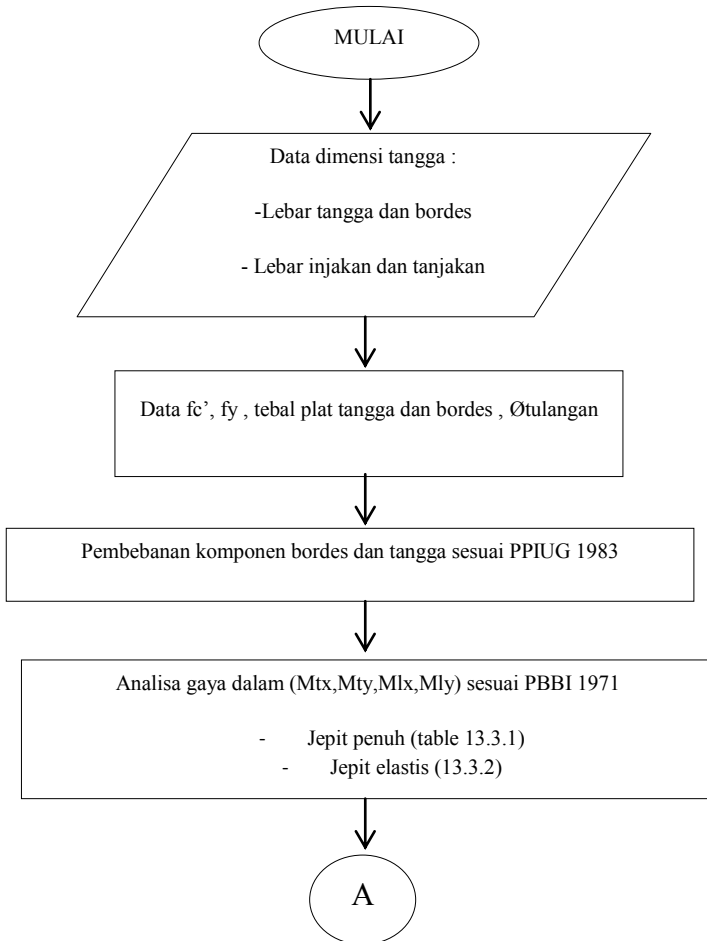 MULAI
Data dimensi tangga :
-Lebar tangga dan bordes
- Lebar injakan dan tanjakan
Data fc’, fy , tebal plat tangga dan bordes , Øtulangan
Pembebanan komponen bordes dan tangga sesuai PPIUG 1983
Analisa gaya dalam (Mtx,Mty,Mlx,Mly) sesuai PBBI 1971
- Jepit penuh (table 13.3.1)
- Jepit elastis (13.3.2)
A